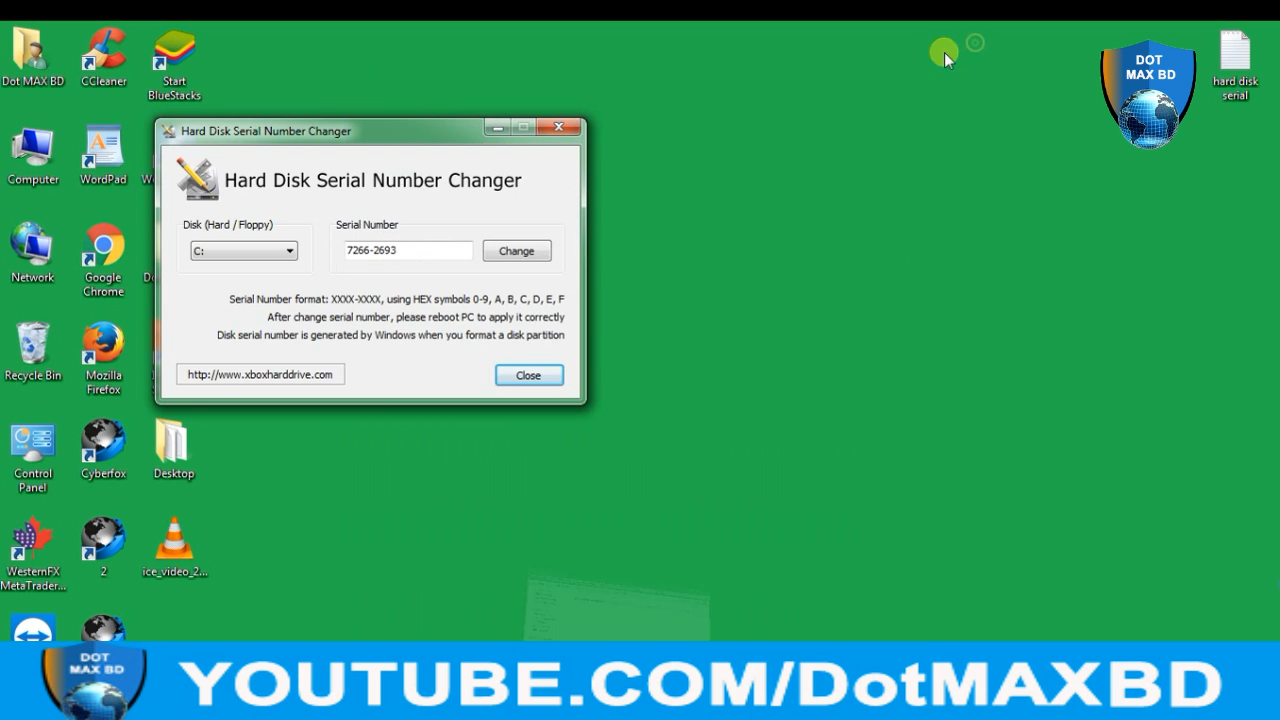 Dot MAX BD
CCleaner
Start
BlueStacks
DOT
MAX BD
hard disk
serial
Hard Disk Serial Number Changer
Hard Disk Serial Number Changer
Computer
WordPad
Disk (Hard / Floppy)
Serial Number
C:
7266-2693
Change
Network
Google
Chrome
Serial Number format: XXXX-XXXX, using HEX symbols 0-9, A, B, C, D, E, F
After change serial number, please reboot PC to apply it correctly
Disk serial number is generated by Windows when you format a disk partition
Recycle Bin
Mozilla
Firefox
http://www.xboxharddrive.com
Close
Control
Panel
Cyberfox
Desktop
WesternFX
MetaTrader...
2
ice_video_2...
DOT
MAX BD
YOUTUBE.COM/DotMAXBD